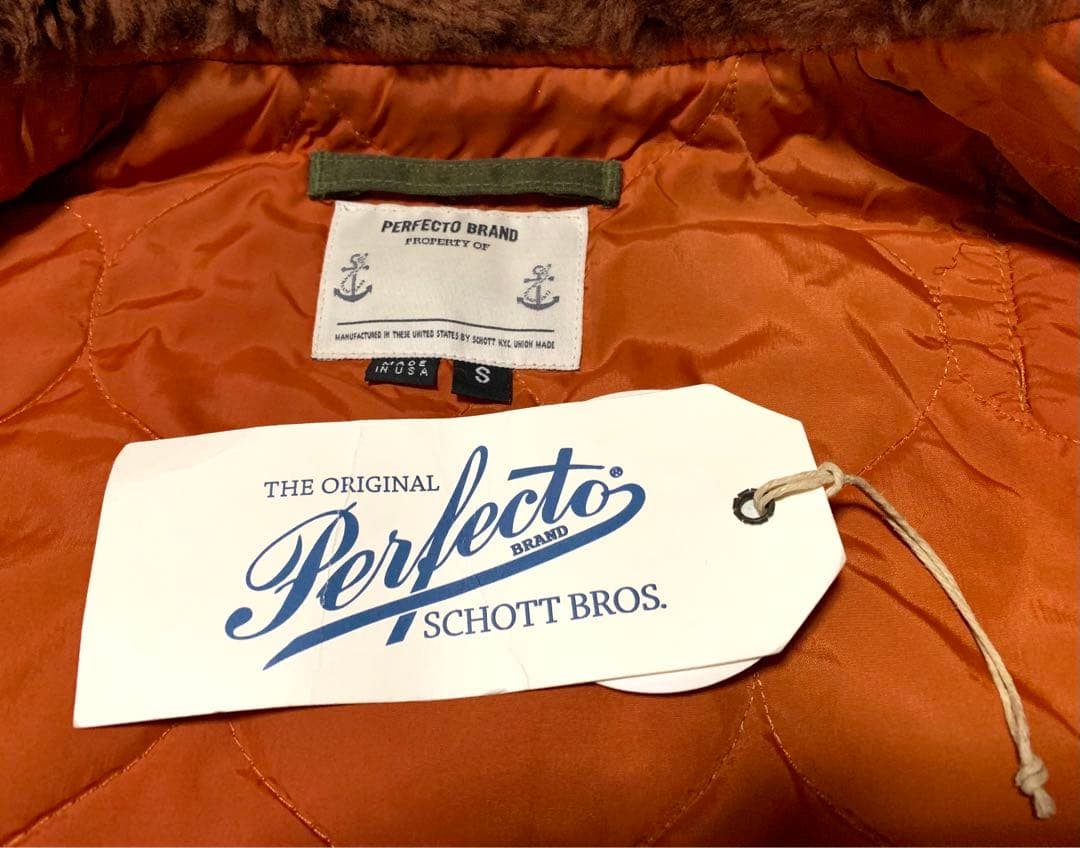 PERFECTO BRAND
PROPERTY OF
MANUFACTURED IN THESE UNITED STATES BY SCHOTT N.Y.C. UNION MADE
MADE
IN USA
S
THE ORIGINAL
Perfecto®
BRAND
SCHOTT BROS.